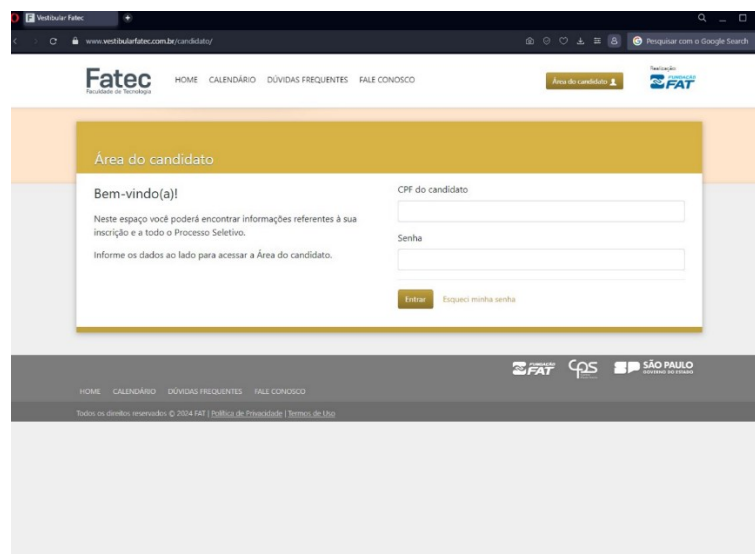 Vestibular Fatec
www.vestibularfatec.com.br/candidato/
Pesquisar com o Google Search
Fatec
Faculdade de Tecnologia
HOME CALENDÁRIO DÚVIDAS FREQUENTES FALE CONOSCO
Área do candidato
Realização
FUNDAÇÃO
FAT
Área do candidato
Bem-vindo(a)!
Neste espaço você poderá encontrar informações referentes à sua
inscrição e a todo o Processo Seletivo.
Informe os dados ao lado para acessar a Área do candidato.
CPF do candidato
Senha
Entrar Esqueci minha senha
FUNDAÇÃO
FAT
cps
SÃO PAULO
GOVERNO DO ESTADO
HOME CALENDÁRIO DÚVIDAS FREQUENTES FALE CONOSCO
Todos os direitos reservados © 2024 FAT | Política de Privacidade | Termos de Uso